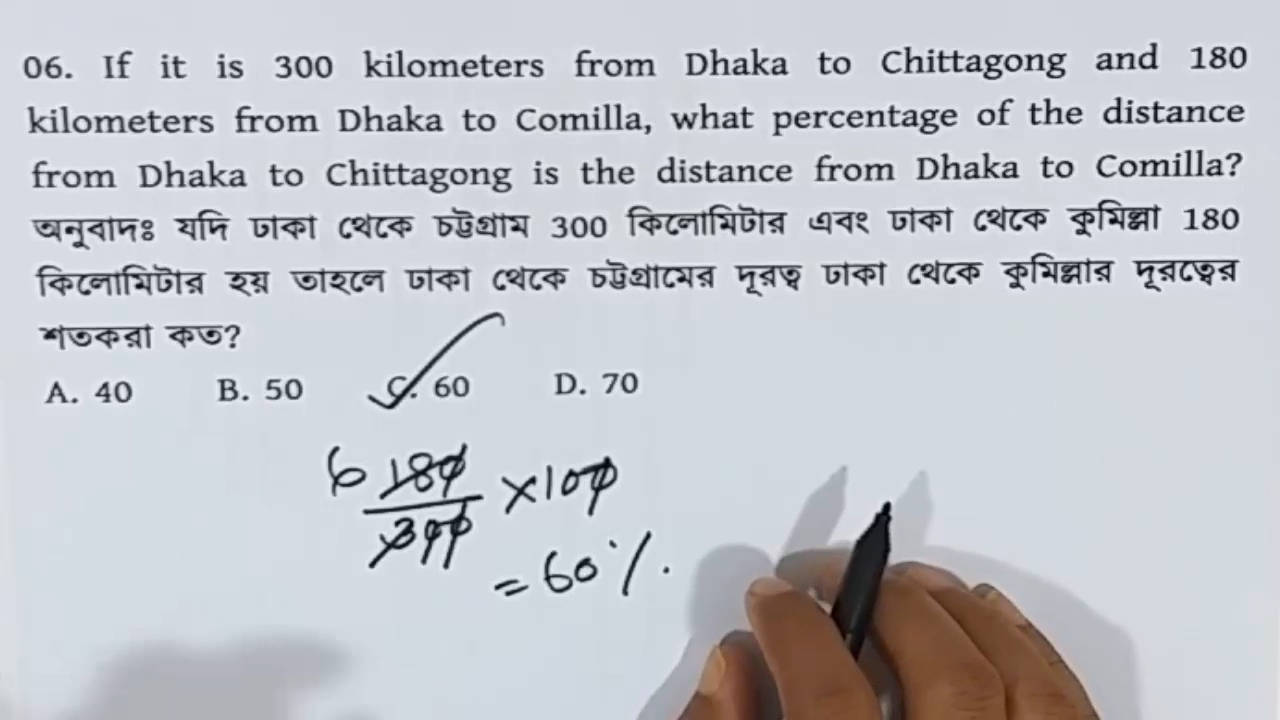 06. If it is 300 kilometers from Dhaka to Chittagong and 180
kilometers from Dhaka to Comilla, what percentage of the distance
from Dhaka to Chittagong is the distance from Dhaka to Comilla?
অনুবাদঃ যদি ঢাকা থেকে চট্টগ্রাম 300 কিলোমিটার এবং ঢাকা থেকে কুমিল্লা 180
কিলোমিটার হয় তাহলে ঢাকা থেকে চট্টগ্রামের দূরত্ব ঢাকা থেকে কুমিল্লার দূরত্বের
শতকরা কত?
A. 40 B. 50 C. 60 D. 70
6 180 × 100
300
= 60%.